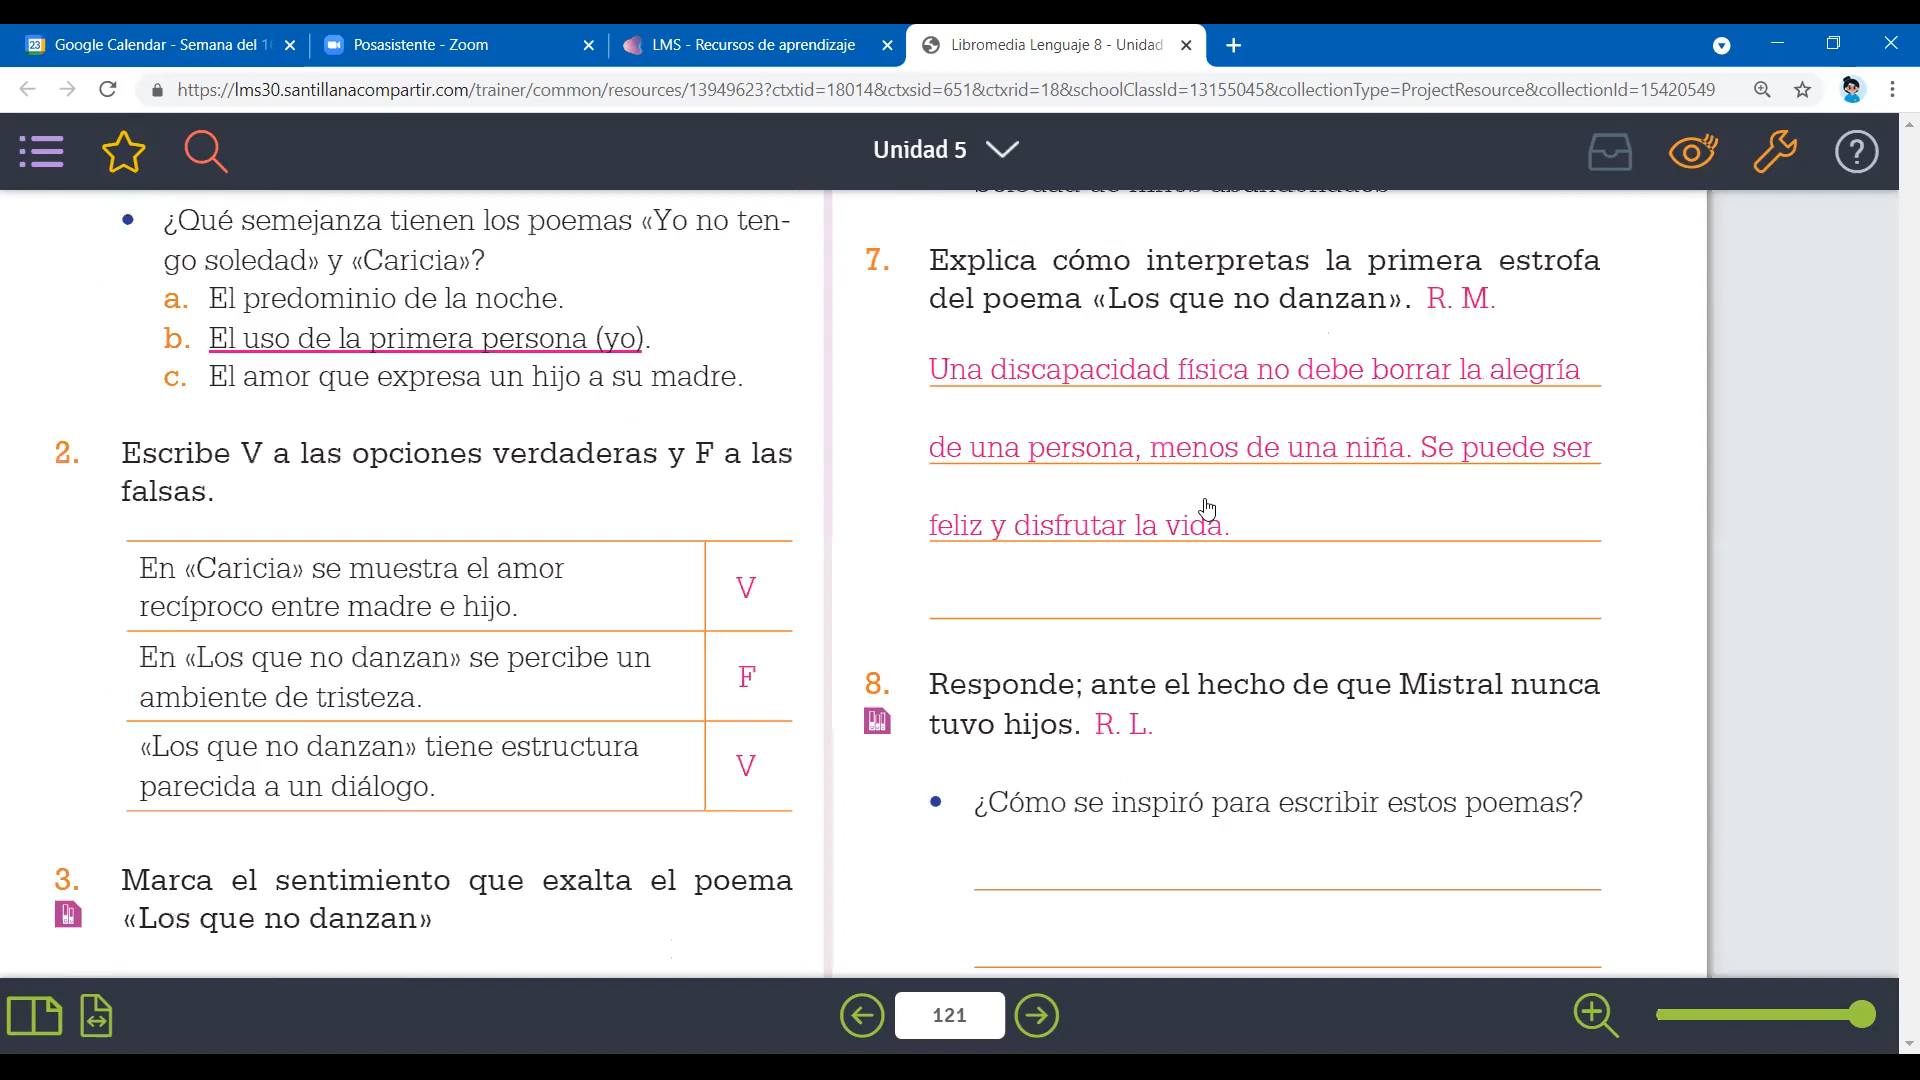 Google Calendar - Semana del 1
Posasistente - Zoom
LMS - Recursos de aprendizaje
Libromedia Lenguaje 8 - Unidad
https://lms30.santillanacompartir.com/trainer/common/resources/13949623?ctxtid=18014&ctxsid=651&ctxrid=18&schoolClassId=13155045&collectionType=ProjectResource&collectionId=15420549
Unidad 5
• ¿Qué semejanza tienen los poemas «Yo no ten-
go soledad» y «Caricia»?
a. El predominio de la noche.
b. El uso de la primera persona (yo).
c. El amor que expresa un hijo a su madre.
2. Escribe V a las opciones verdaderas y F a las
falsas.
En «Caricia» se muestra el amor
recíproco entre madre e hijo.
V
En «Los que no danzan» se percibe un
ambiente de tristeza.
F
«Los que no danzan» tiene estructura
parecida a un diálogo.
V
3. Marca el sentimiento que exalta el poema
«Los que no danzan»
7. Explica cómo interpretas la primera estrofa
del poema «Los que no danzan». R. M.
Una discapacidad física no debe borrar la alegría
de una persona, menos de una niña. Se puede ser
feliz y disfrutar la vida.
8. Responde; ante el hecho de que Mistral nunca
tuvo hijos. R. L.
• ¿Cómo se inspiró para escribir estos poemas?
121